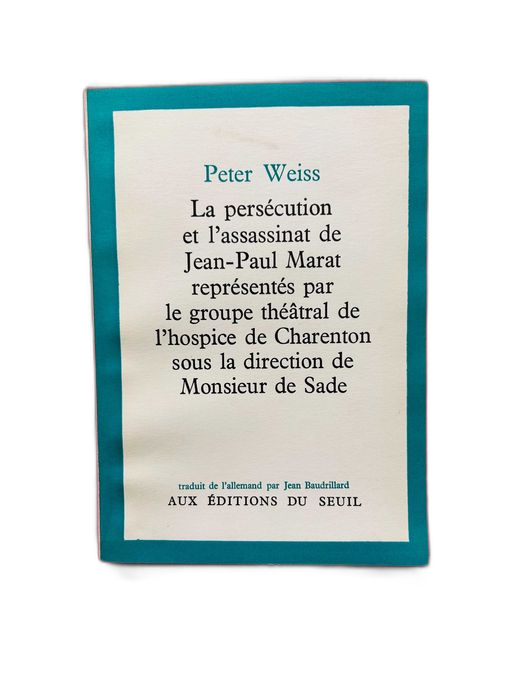 Peter Weiss
La persécution
et l'assassinat de
Jean-Paul Marat
représentés par
le groupe théâtral de
l'hospice de Charenton
sous la direction de
Monsieur de Sade
traduit de l'allemand par Jean Baudrillard
AUX ÉDITIONS DU SEUIL